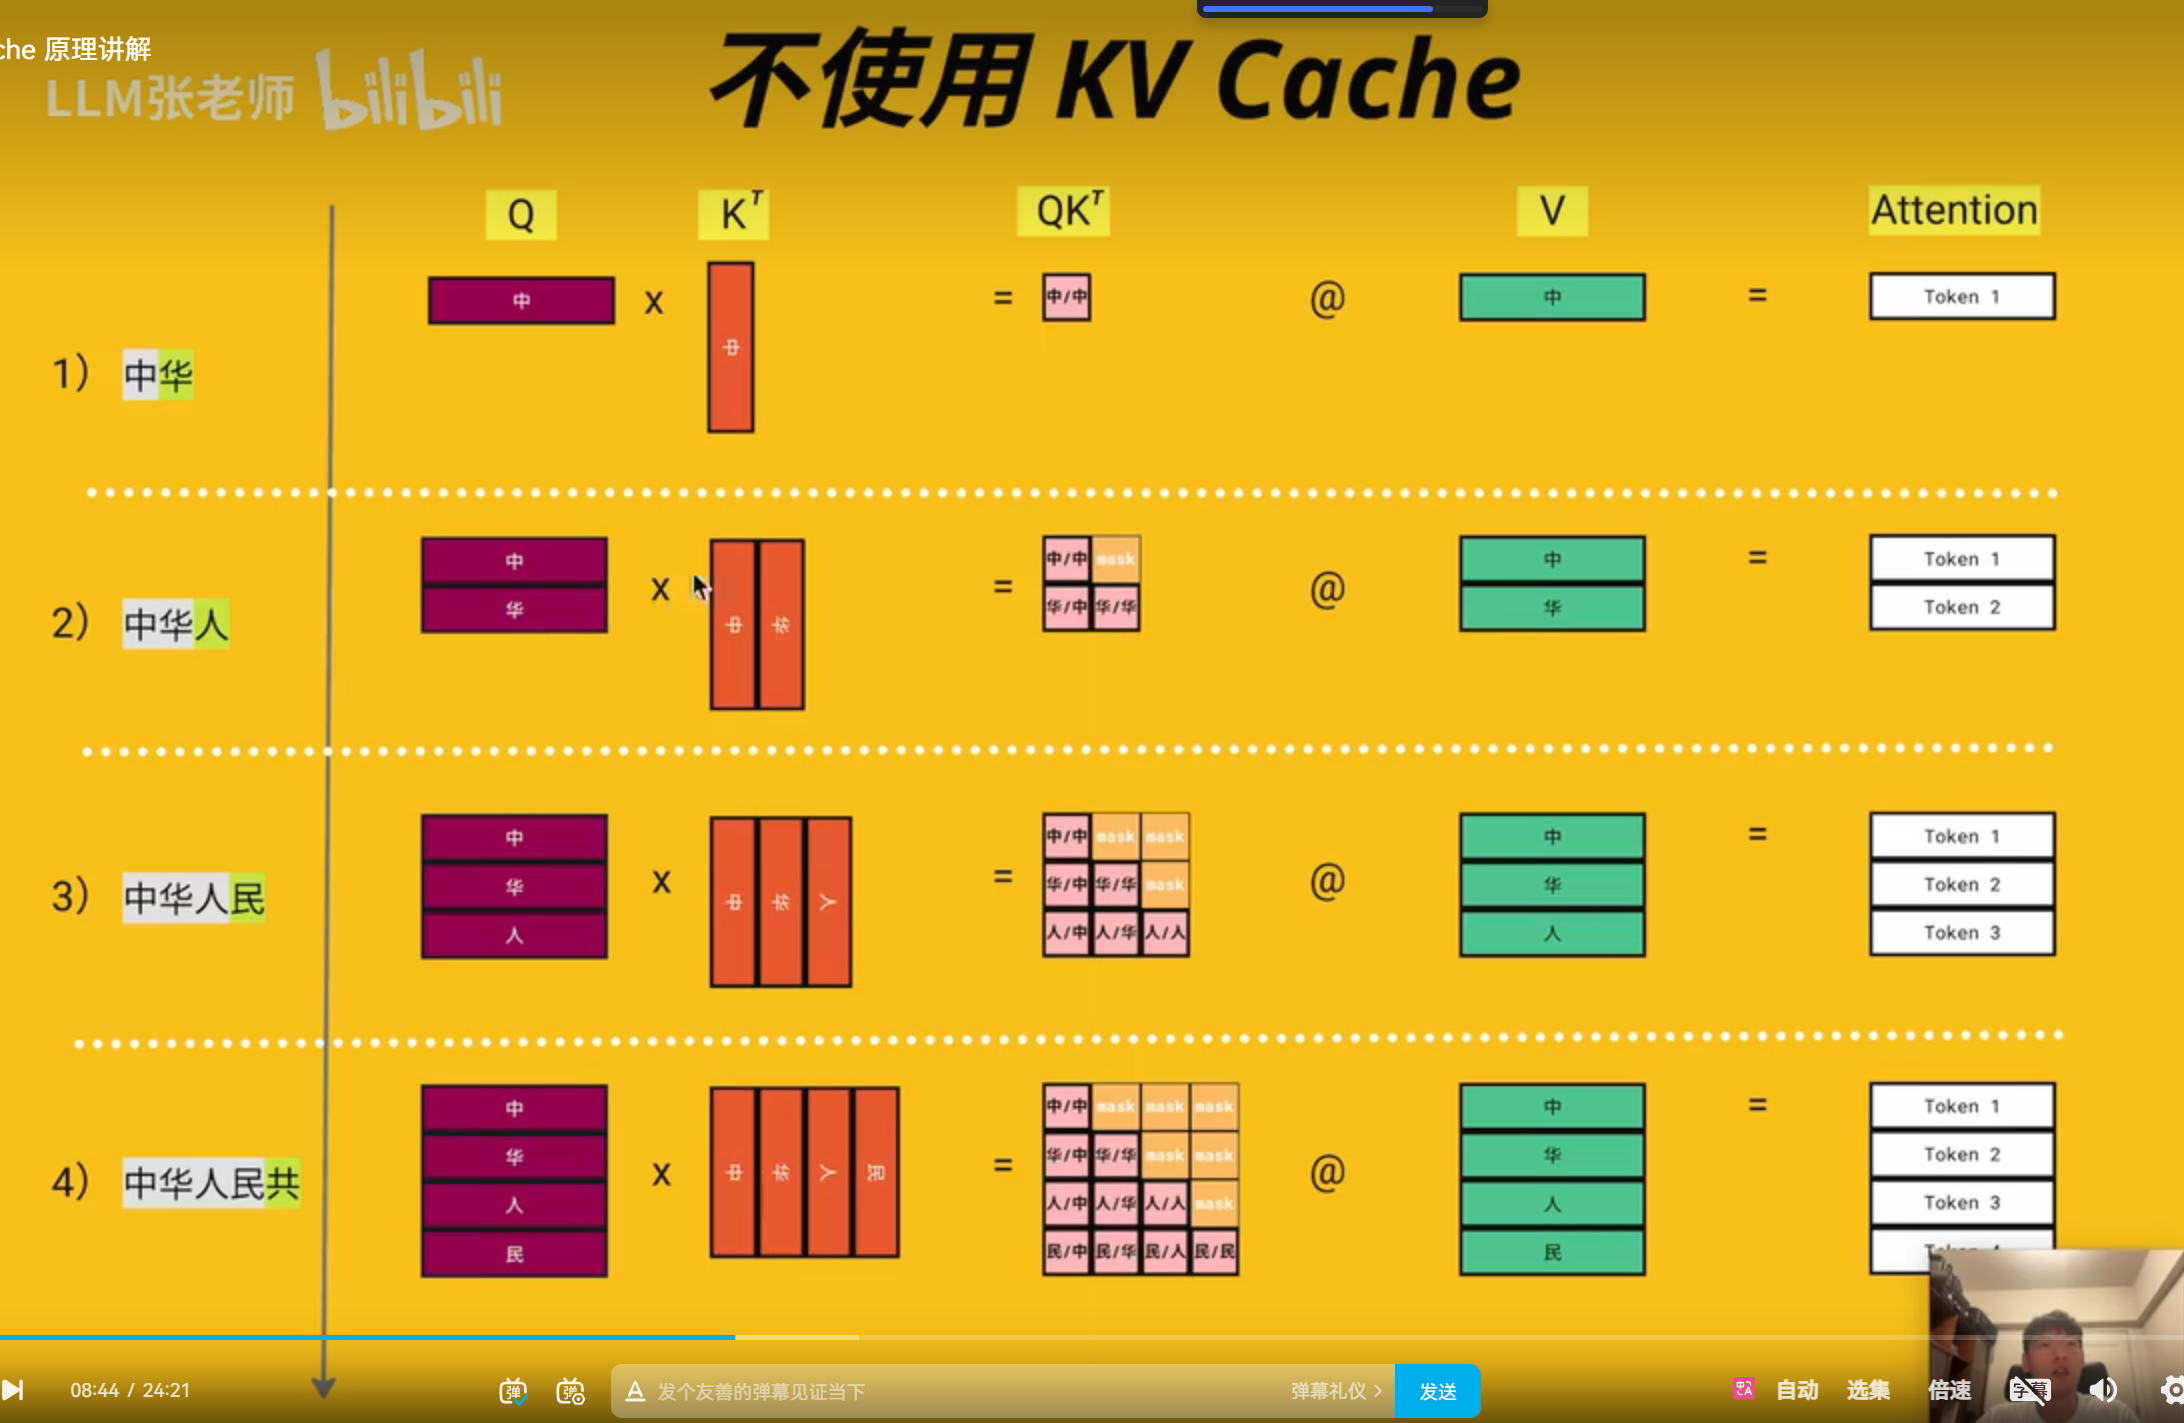 che 原理讲解
LLM张老师 bilibili
不使用 KV Cache
Q K^T QK^T V Attention
1) 中华
中 x 中 = 中/中 @ 中 = Token 1
2) 中华人
中 x 中 华 = 中/中 mask @ 中 = Token 1
华 华/中 华/华 华 Token 2
3) 中华人民
中 x 中 华 人 = 中/中 mask mask @ 中 = Token 1
华 华/中 华/华 mask 华 Token 2
人 人/中 人/华 人/人 人 Token 3
4) 中华人民共
中 x 中 华 人 民 = 中/中 mask mask mask @ 中 = Token 1
华 华/中 华/华 mask mask 华 Token 2
人 人/中 人/华 人/人 mask 人 Token 3
民 民/中 民/华 民/人 民/民 民
08:44 / 24:21 弹 弹 A 发个友善的弹幕见证当下 弹幕礼仪 > 发送 中A 自动 选集 倍速 字幕